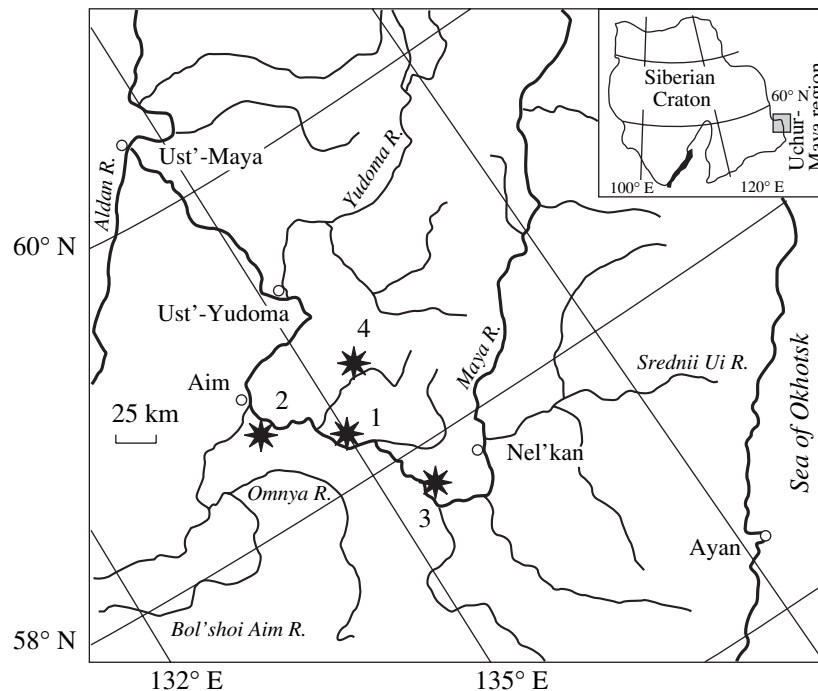 Siberian
Craton
60° N
Uchur-
Maya region
100° E
120° E
Ust’-Maya
Yudoma R.
Aldan R.
60° N
Ust’-Yudoma
4
Maya R.
Srednii Ui R.
Aim
2
25 km
1
Sea of Okhotsk
Nel’kan
Omnya R.
3
Ayan
Bol’shoi Aim R.
58° N
132° E
135° E